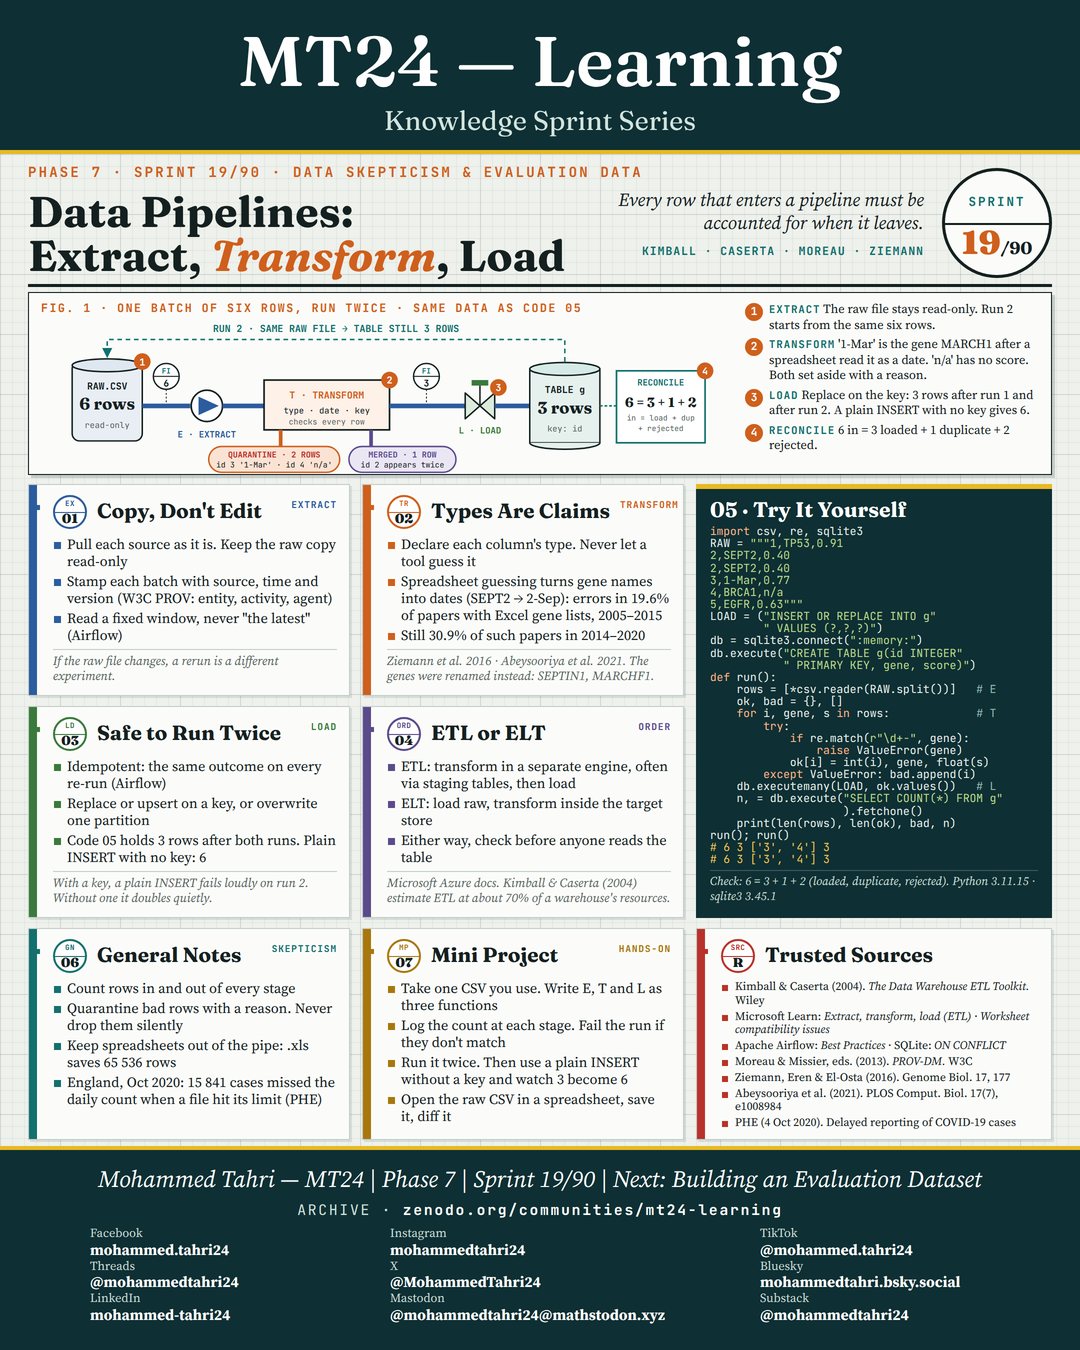 MT24 — Learning
Knowledge Sprint Series
PHASE 7 · SPRINT 19/90 · DATA SKEPTICISM & EVALUATION DATA
Data Pipelines:
Extract, Transform, Load
Every row that enters a pipeline must be
accounted for when it leaves.
KIMBALL · CASERTA · MOREAU · ZIEMANN
SPRINT
19/90
FIG. 1 · ONE BATCH OF SIX ROWS, RUN TWICE · SAME DATA AS CODE 05
RUN 2 · SAME RAW FILE → TABLE STILL 3 ROWS
RAW.CSV
6 rows
read-only
1
FI
6
E · EXTRACT
2
T · TRANSFORM
type · date · key
checks every row
QUARANTINE · 2 ROWS
id 3 '1-Mar' · id 4 'n/a'
MERGED · 1 ROW
id 2 appears twice
FI
3
3
L · LOAD
TABLE g
3 rows
key: id
4
RECONCILE
6 = 3 + 1 + 2
in = load + dup
+ rejected
1 EXTRACT The raw file stays read-only. Run 2
starts from the same six rows.
2 TRANSFORM '1-Mar' is the gene MARCH1 after a
spreadsheet read it as a date. 'n/a' has no score.
Both set aside with a reason.
3 LOAD Replace on the key: 3 rows after run 1 and
after run 2. A plain INSERT with no key gives 6.
4 RECONCILE 6 in = 3 loaded + 1 duplicate + 2
rejected.
EX
01
Copy, Don't Edit
EXTRACT
Pull each source as it is. Keep the raw copy
read-only
Stamp each batch with source, time and
version (W3C PROV: entity, activity, agent)
Read a fixed window, never "the latest"
(Airflow)
If the raw file changes, a rerun is a different
experiment.
TR
02
Types Are Claims
TRANSFORM
Declare each column's type. Never let a
tool guess it
Spreadsheet guessing turns gene names
into dates (SEPT2 → 2-Sep): errors in 19.6%
of papers with Excel gene lists, 2005–2015
Still 30.9% of such papers in 2014–2020
Ziemann et al. 2016 · Abeysooriya et al. 2021. The
genes were renamed instead: SEPTIN1, MARCHF1.
05 · Try It Yourself
import csv, re, sqlite3
RAW = """1,TP53,0.91
2,SEPT2,0.40
2,SEPT2,0.40
3,1-Mar,0.77
4,BRCA1,n/a
5,EGFR,0.63"""
LOAD = ("INSERT OR REPLACE INTO g"
" VALUES (?,?,?)")
db = sqlite3.connect(":memory:")
db.execute("CREATE TABLE g(id INTEGER"
" PRIMARY KEY, gene, score)")
def run():
rows = [*csv.reader(RAW.split())] # E
ok, bad = {}, []
for i, gene, s in rows: # T
try:
if re.match(r"\d+-", gene):
raise ValueError(gene)
ok[i] = int(i), gene, float(s)
except ValueError: bad.append(i)
db.executemany(LOAD, ok.values()) # L
n, = db.execute("SELECT COUNT(*) FROM g"
).fetchone()
print(len(rows), len(ok), bad, n)
run(); run()
# 6 3 ['3', '4'] 3
# 6 3 ['3', '4'] 3
Check: 6 = 3 + 1 + 2 (loaded, duplicate, rejected). Python 3.11.15 ·
sqlite3 3.45.1
LD
03
Safe to Run Twice
LOAD
Idempotent: the same outcome on every
re-run (Airflow)
Replace or upsert on a key, or overwrite
one partition
Code 05 holds 3 rows after both runs. Plain
INSERT with no key: 6
With a key, a plain INSERT fails loudly on run 2.
Without one it doubles quietly.
ORD
04
ETL or ELT
ORDER
ETL: transform in a separate engine, often
via staging tables, then load
ELT: load raw, transform inside the target
store
Either way, check before anyone reads the
table
Microsoft Azure docs. Kimball & Caserta (2004)
estimate ETL at about 70% of a warehouse's resources.
GN
06
General Notes
SKEPTICISM
Count rows in and out of every stage
Quarantine bad rows with a reason. Never
drop them silently
Keep spreadsheets out of the pipe: .xls
saves 65 536 rows
England, Oct 2020: 15 841 cases missed the
daily count when a file hit its limit (PHE)
MP
07
Mini Project
HANDS-ON
Take one CSV you use. Write E, T and L as
three functions
Log the count at each stage. Fail the run if
they don't match
Run it twice. Then use a plain INSERT
without a key and watch 3 become 6
Open the raw CSV in a spreadsheet, save
it, diff it
SRC
R
Trusted Sources
Kimball & Caserta (2004). The Data Warehouse ETL Toolkit.
Wiley
Microsoft Learn: Extract, transform, load (ETL) · Worksheet
compatibility issues
Apache Airflow: Best Practices · SQLite: ON CONFLICT
Moreau & Missier, eds. (2013). PROV-DM. W3C
Ziemann, Eren & El-Osta (2016). Genome Biol. 17, 177
Abeysooriya et al. (2021). PLOS Comput. Biol. 17(7),
e1008984
PHE (4 Oct 2020). Delayed reporting of COVID-19 cases
Mohammed Tahri — MT24 | Phase 7 | Sprint 19/90 | Next: Building an Evaluation Dataset
ARCHIVE · zenodo.org/communities/mt24-learning
Facebook
mohammed.tahri24
Threads
@mohammedtahri24
LinkedIn
mohammed-tahri24
Instagram
mohammedtahri24
X
@MohammedTahri24
Mastodon
@mohammedtahri24@mathstodon.xyz
TikTok
@mohammed.tahri24
Bluesky
mohammedtahri.bsky.social
Substack
@mohammedtahri24